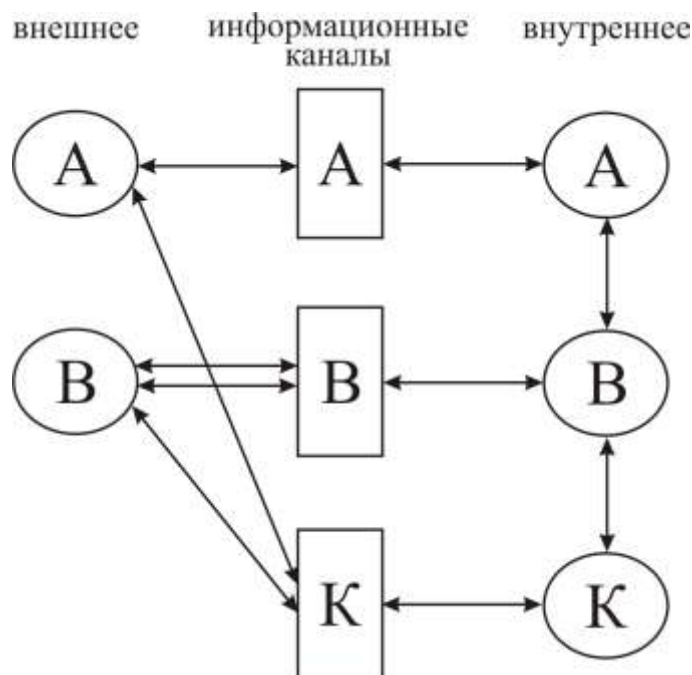 внешнее
информационные
каналы
внутреннее
А
А
А
В
В
В
К
К